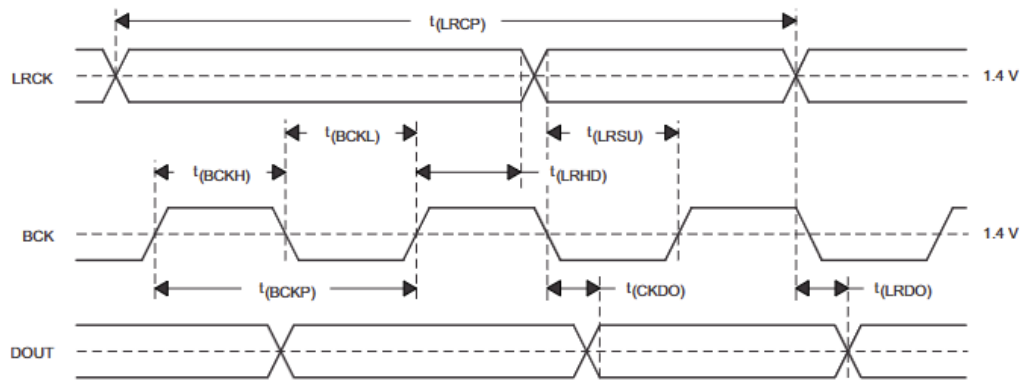 t(LRCP)
LRCK
1.4 V
t(BCKL)
t(LRSU)
t(BCKH)
t(LRHD)
BCK
1.4 V
t(BCKP)
t(CKDO)
t(LRDO)
DOUT